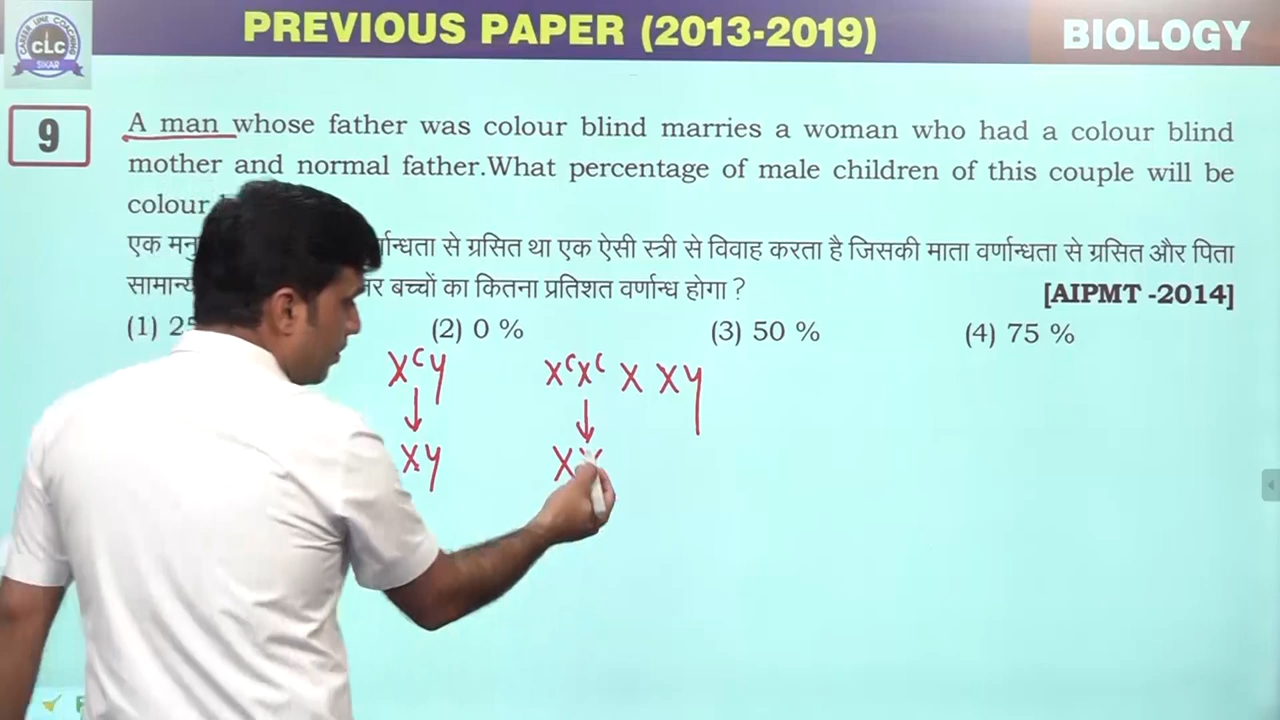 PREVIOUS PAPER (2013-2019)
BIOLOGY
CAREER LINE COACHING
CLC
SIKAR
9
A man whose father was colour blind marries a woman who had a colour blind
mother and normal father.What percentage of male children of this couple will be
colour
एक ता से ग्रसित था एक ऐसी स्त्री से विवाह करता है जिसकी माता वर्णान्धता से ग्रसित और पिता
बच्चों का कितना प्रतिशत वर्णान्ध होगा ?
[AIPMT -2014]
(1) (2) 0 % (3) 50 % (4) 75 %
XᶜY XᶜXᶜ X XY
XY X